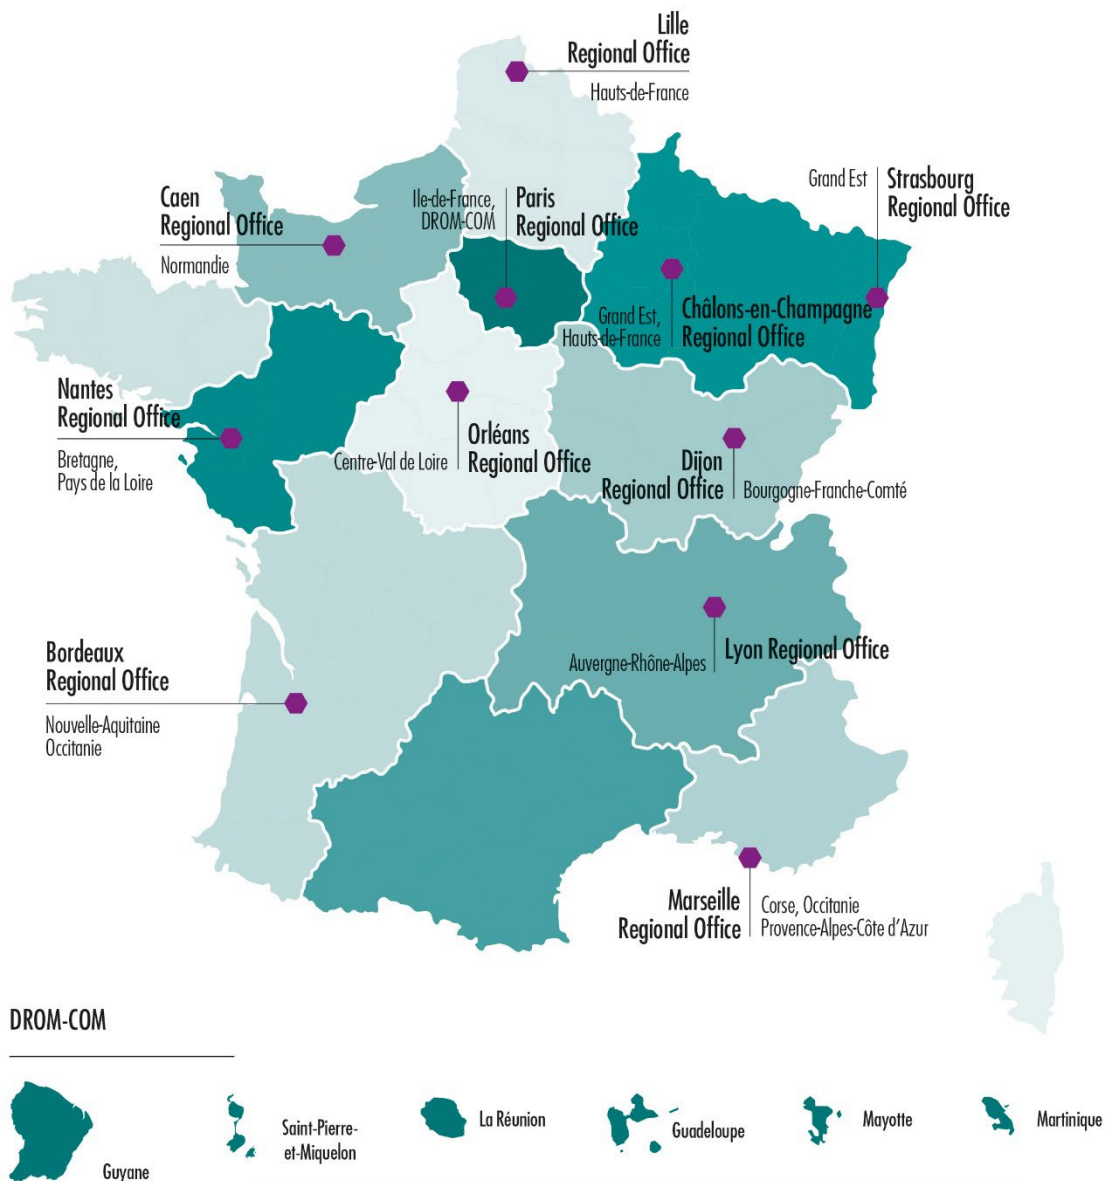 Lille
Regional Office
Hauts-de-France
Grand Est
Strasbourg
Regional Office
Caen
Regional Office
Normandie
Ile-de-France,
DROM-COM
Paris
Regional Office
Grand Est,
Hauts-de-France
Châlons-en-Champagne
Regional Office
Nantes
Regional Office
Bretagne,
Pays de la Loire
Centre-Val de Loire
Orléans
Regional Office
Dijon
Regional Office
Bourgogne-Franche-Comté
Bordeaux
Regional Office
Nouvelle-Aquitaine
Occitanie
Auvergne-Rhône-Alpes
Lyon Regional Office
Marseille
Regional Office
Corse, Occitanie
Provence-Alpes-Côte d'Azur
DROM-COM
Guyane
Saint-Pierre-
et-Miquelon
La Réunion
Guadeloupe
Mayotte
Martinique